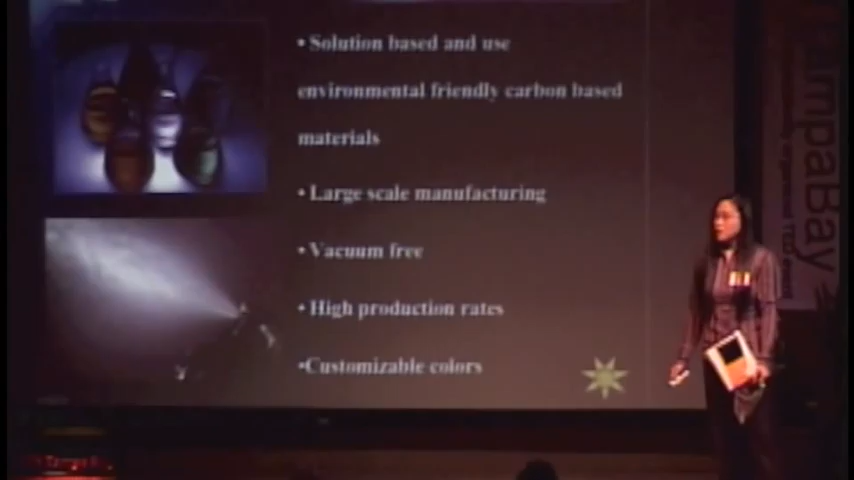 • Solution based and use
environmental friendly carbon based
materials
• Large scale manufacturing
• Vacuum free
• High production rates
•Customizable colors
TampaBay